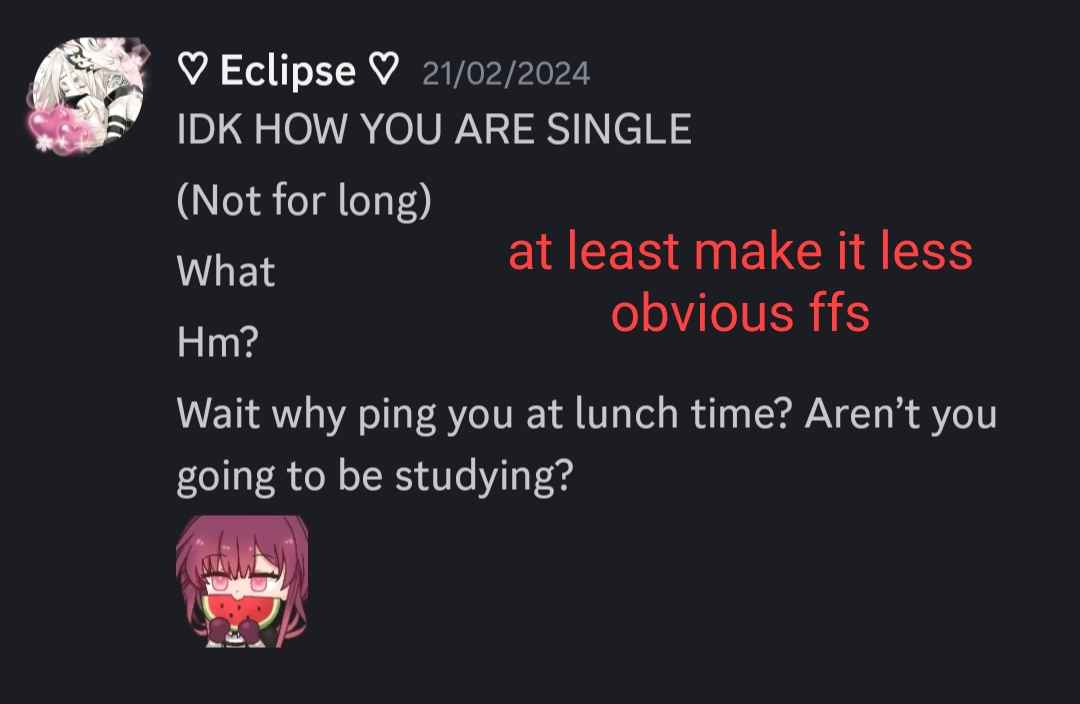 ♡ Eclipse ♡ 21/02/2024
IDK HOW YOU ARE SINGLE
(Not for long)
What
at least make it less
obvious ffs
Hm?
Wait why ping you at lunch time? Aren’t you
going to be studying?